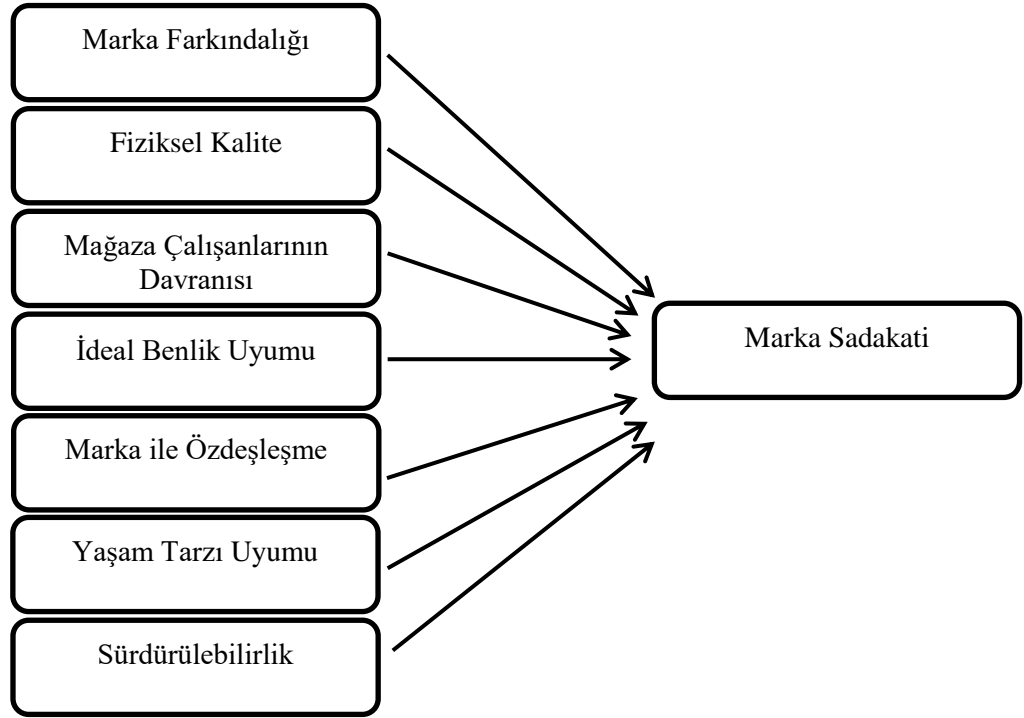 Marka Farkındalığı
Fiziksel Kalite
Mağaza Çalışanlarının
Davranısı
İdeal Benlik Uyumu
Marka ile Özdeşleşme
Yaşam Tarzı Uyumu
Sürdürülebilirlik
Marka Sadakati